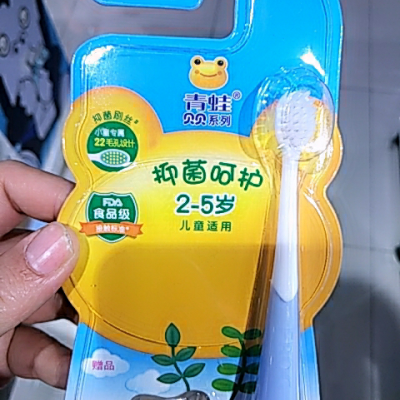 青蛙®
贝贝系列
抑菌刷丝*
小童专属
22毛孔设计
抑菌呵护
2-5岁
儿童适用
FDA
食品级
接触标准*
赠品